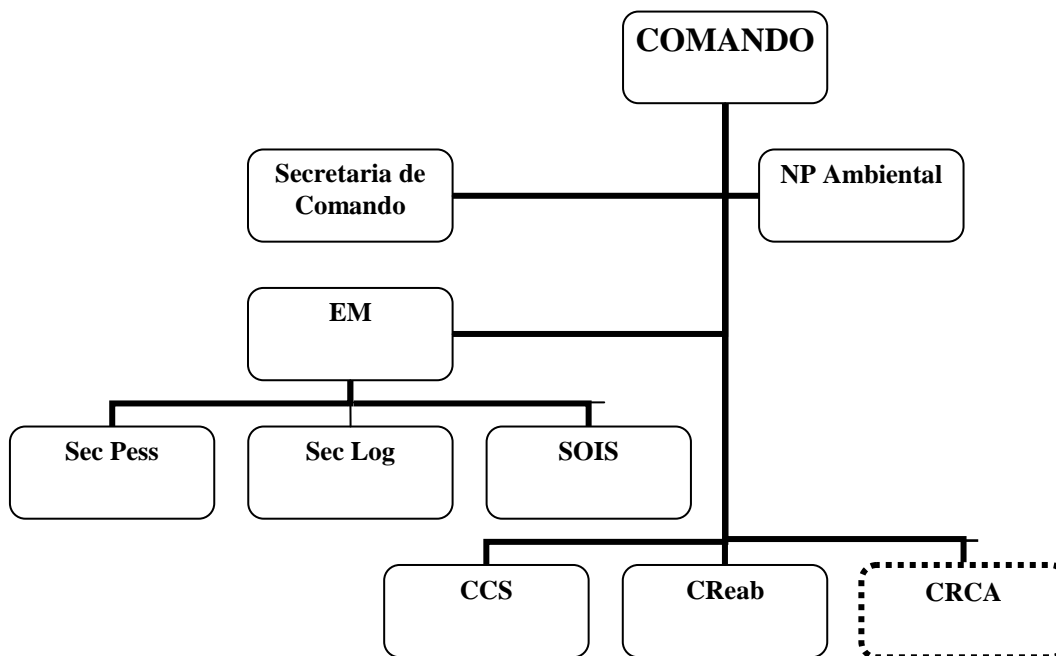 COMANDO
Secretaria de
Comando
NP Ambiental
EM
Sec Pess
Sec Log
SOIS
CCS
CReab
CRCA